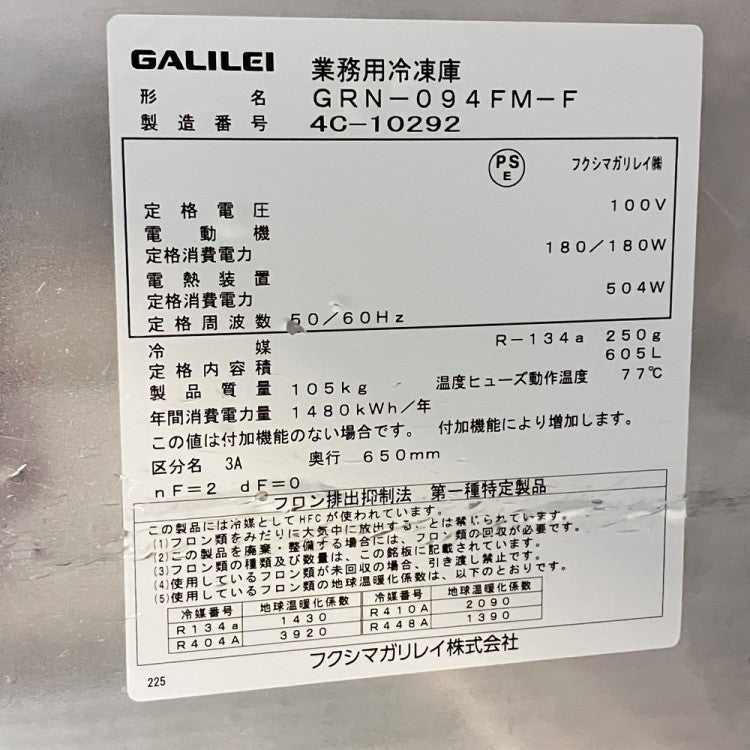 GALILEI 業務用冷凍庫
形名 GRN-094FM-F
製造番号 4C-10292
PS E フクシマガリレイ㈱
定格電圧 100V
電動機
定格消費電力 180/180W
電熱装置
定格消費電力 504W
定格周波数 50/60Hz
冷媒 R-134a 250g
定格内容積 605L
製品質量 105kg 温度ヒューズ動作温度 77℃
年間消費電力量 1480kWh/年
この値は付加機能のない場合です。 付加機能により増加します。
区分名 3A 奥行 650mm
nF=2 dF=0
フロン排出抑制法 第一種特定製品
この製品には冷媒としてHFCが使われています。
(1)フロン類をみだりに大気中に放出することは禁じられています。
(2)この製品を廃棄・整備する場合には、フロン類の回収が必要です。
(3)フロン類の種類及び数量は、この銘板に記載されています。
(4)使用しているフロン類が未回収の場合、引き渡し禁止です。
(5)使用しているフロン類の地球温暖化係数は、以下のとおりです。
冷媒番号 地球温暖化係数 冷媒番号 地球温暖化係数
R134a 1430 R410A 2090
R404A 3920 R448A 1390
フクシマガリレイ株式会社
225